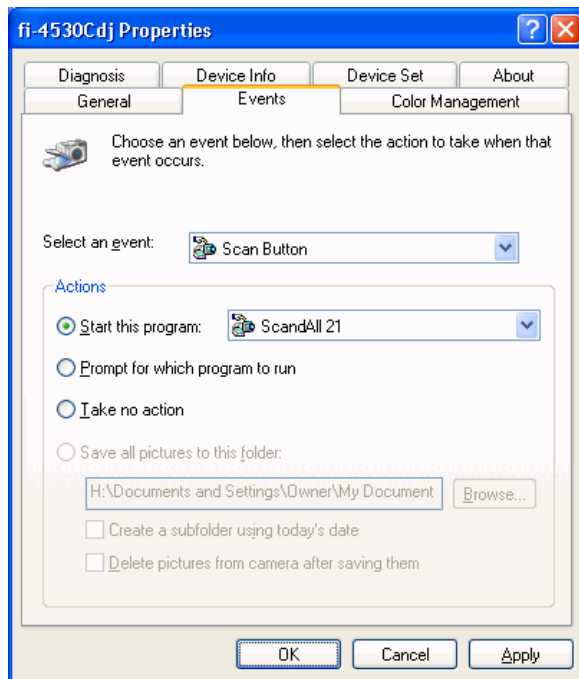 fi-4530Cdj Properties
Diagnosis Device Info Device Set About
General Events Color Management
Choose an event below, then select the action to take when that
event occurs.
Select an event: Scan Button
Actions
Start this program: ScandAll 21
Prompt for which program to run
Take no action
Save all pictures to this folder:
H:\Documents and Settings\Owner\My Document Browse...
Create a subfolder using today's date
Delete pictures from camera after saving them
OK Cancel Apply